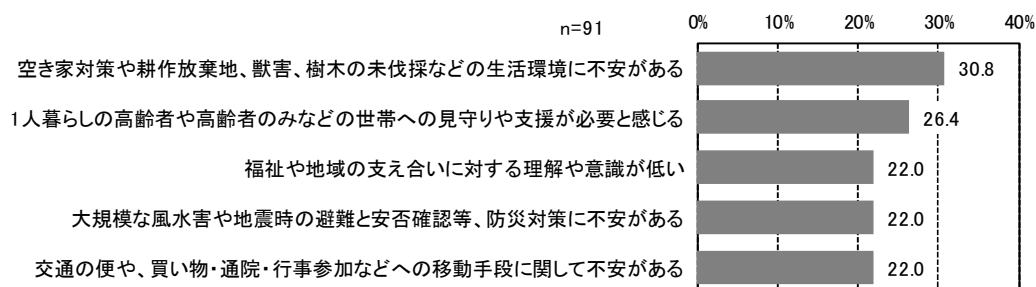 n=91
0% 10% 20% 30% 40%
空き家対策や耕作放棄地、獣害、樹木の未伐採などの生活環境に不安がある 30.8
1人暮らしの高齢者や高齢者のみなどの世帯への見守りや支援が必要と感じる 26.4
福祉や地域の支え合いに対する理解や意識が低い 22.0
大規模な風水害や地震時の避難と安否確認等、防災対策に不安がある 22.0
交通の便や、買い物・通院・行事参加などへの移動手段に関して不安がある 22.0